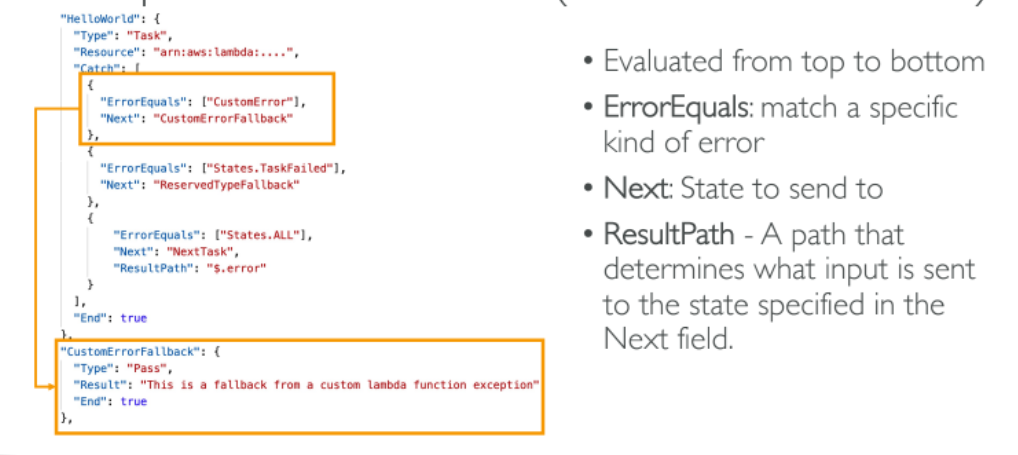 "HelloWorld": {
"Type": "Task",
"Resource": "arn:aws:lambda:....",
"Catch": [
{
"ErrorEquals": ["CustomError"],
"Next": "CustomErrorFallback"
},
{
"ErrorEquals": ["States.TaskFailed"],
"Next": "ReservedTypeFallback"
},
{
"ErrorEquals": ["States.ALL"],
"Next": "NextTask",
"ResultPath": "$.error"
}
],
"End": true
},
"CustomErrorFallback": {
"Type": "Pass",
"Result": "This is a fallback from a custom lambda function exception"
"End": true
},
• Evaluated from top to bottom
• ErrorEquals: match a specific
kind of error
• Next: State to send to
• ResultPath - A path that
determines what input is sent
to the state specified in the
Next field.